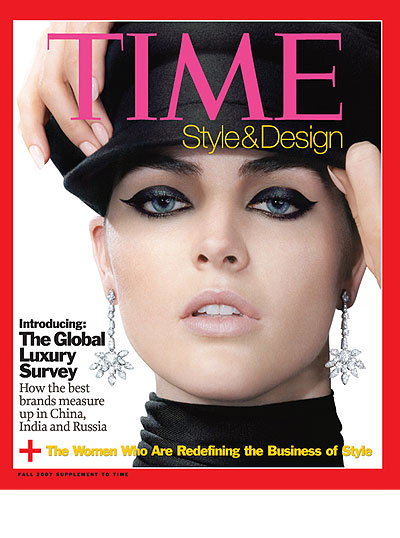 TIME
Style&Design
Introducing:
The Global
Luxury
Survey
How the best
brands measure
up in China,
India and Russia
+ The Women Who Are Redefining the Business of Style
FALL 2007 SUPPLEMENT TO TIME